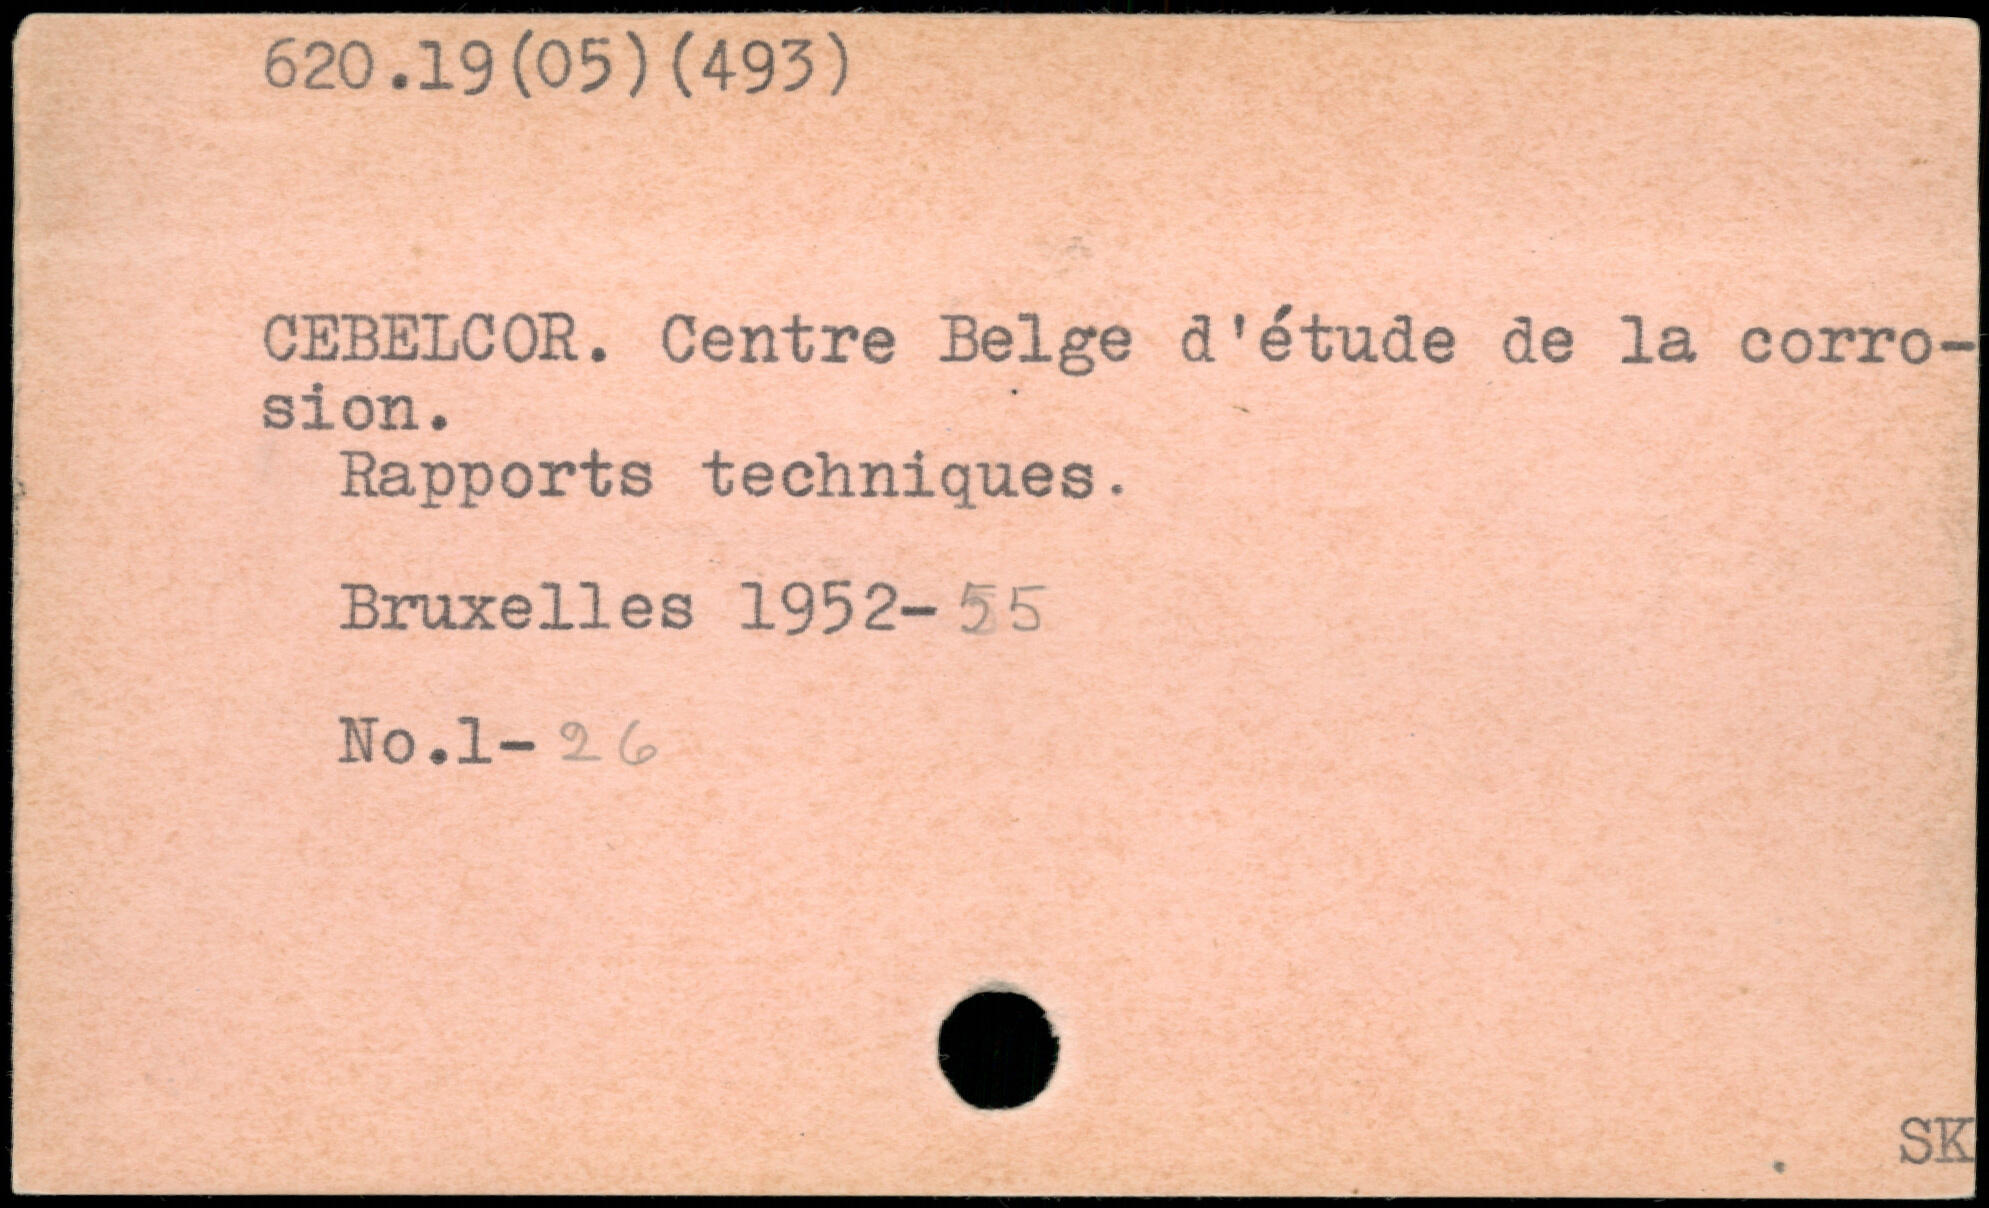 620.19(05)(493)
CEBELCOR. Centre Belge d'étude de la corro-
sion.
Rapports techniques.
Bruxelles 1952-55
No.1-26
SK